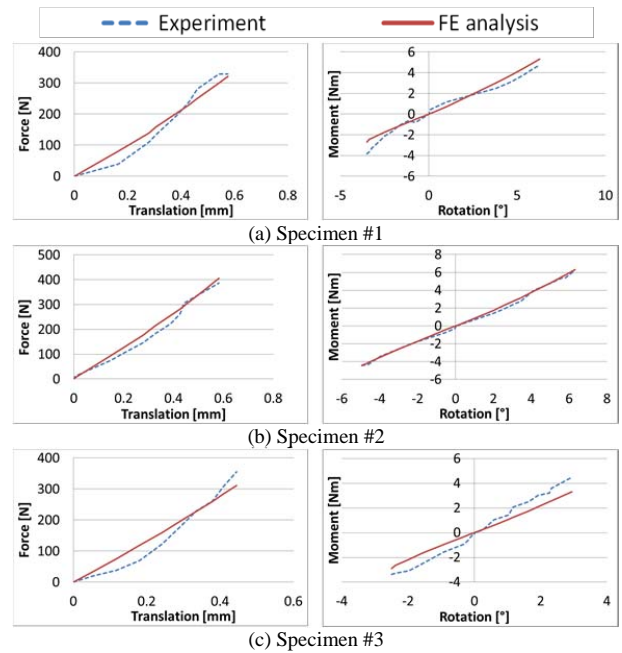 Experiment FE analysis
400
300
200
100
0
0 0.2 0.4 0.6 0.8
Force [N]
Translation [mm]
6
4
2
0
-2
-4
-6
-5 0 5 10
Moment [Nm]
Rotation [°]
(a) Specimen #1
500
400
300
200
100
0
0 0.2 0.4 0.6 0.8
Force [N]
Translation [mm]
8
6
4
2
0
-2
-4
-6
-6 -4 -2 0 2 4 6 8
Moment [Nm]
Rotation [°]
(b) Specimen #2
400
300
200
100
0
0 0.2 0.4 0.6
Force [N]
Translation [mm]
6
4
2
0
-2
-4
-4 -2 0 2 4
Moment [Nm]
Rotation [°]
(c) Specimen #3